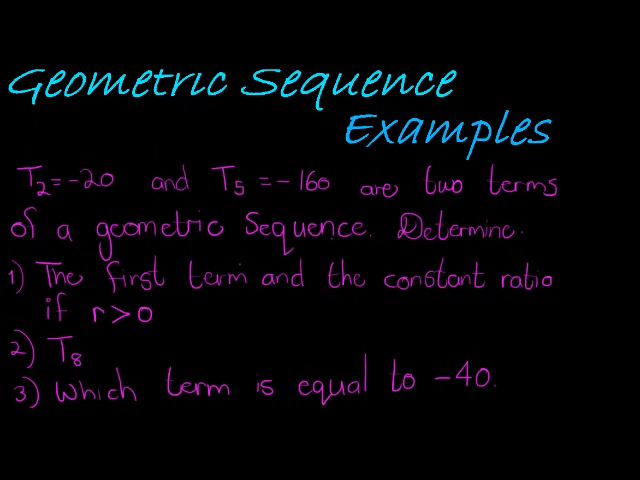 Geometric Sequence
Examples
T₂=-20 and T₅ =-160 are two terms
of a geometric Sequence. Determine.
1) The first term and the constant ratio
if r>0
2) T₈
3) Which term is equal to -40.